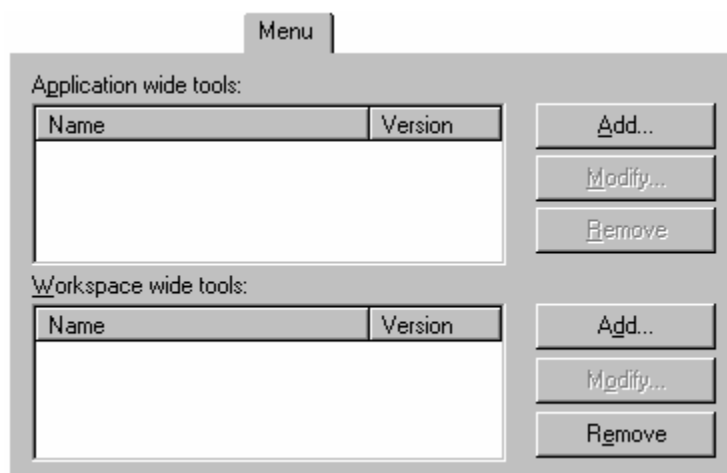 Menu
Application wide tools:
Name Version
Add...
Modify...
Remove
Workspace wide tools:
Name Version
Add...
Modify...
Remove